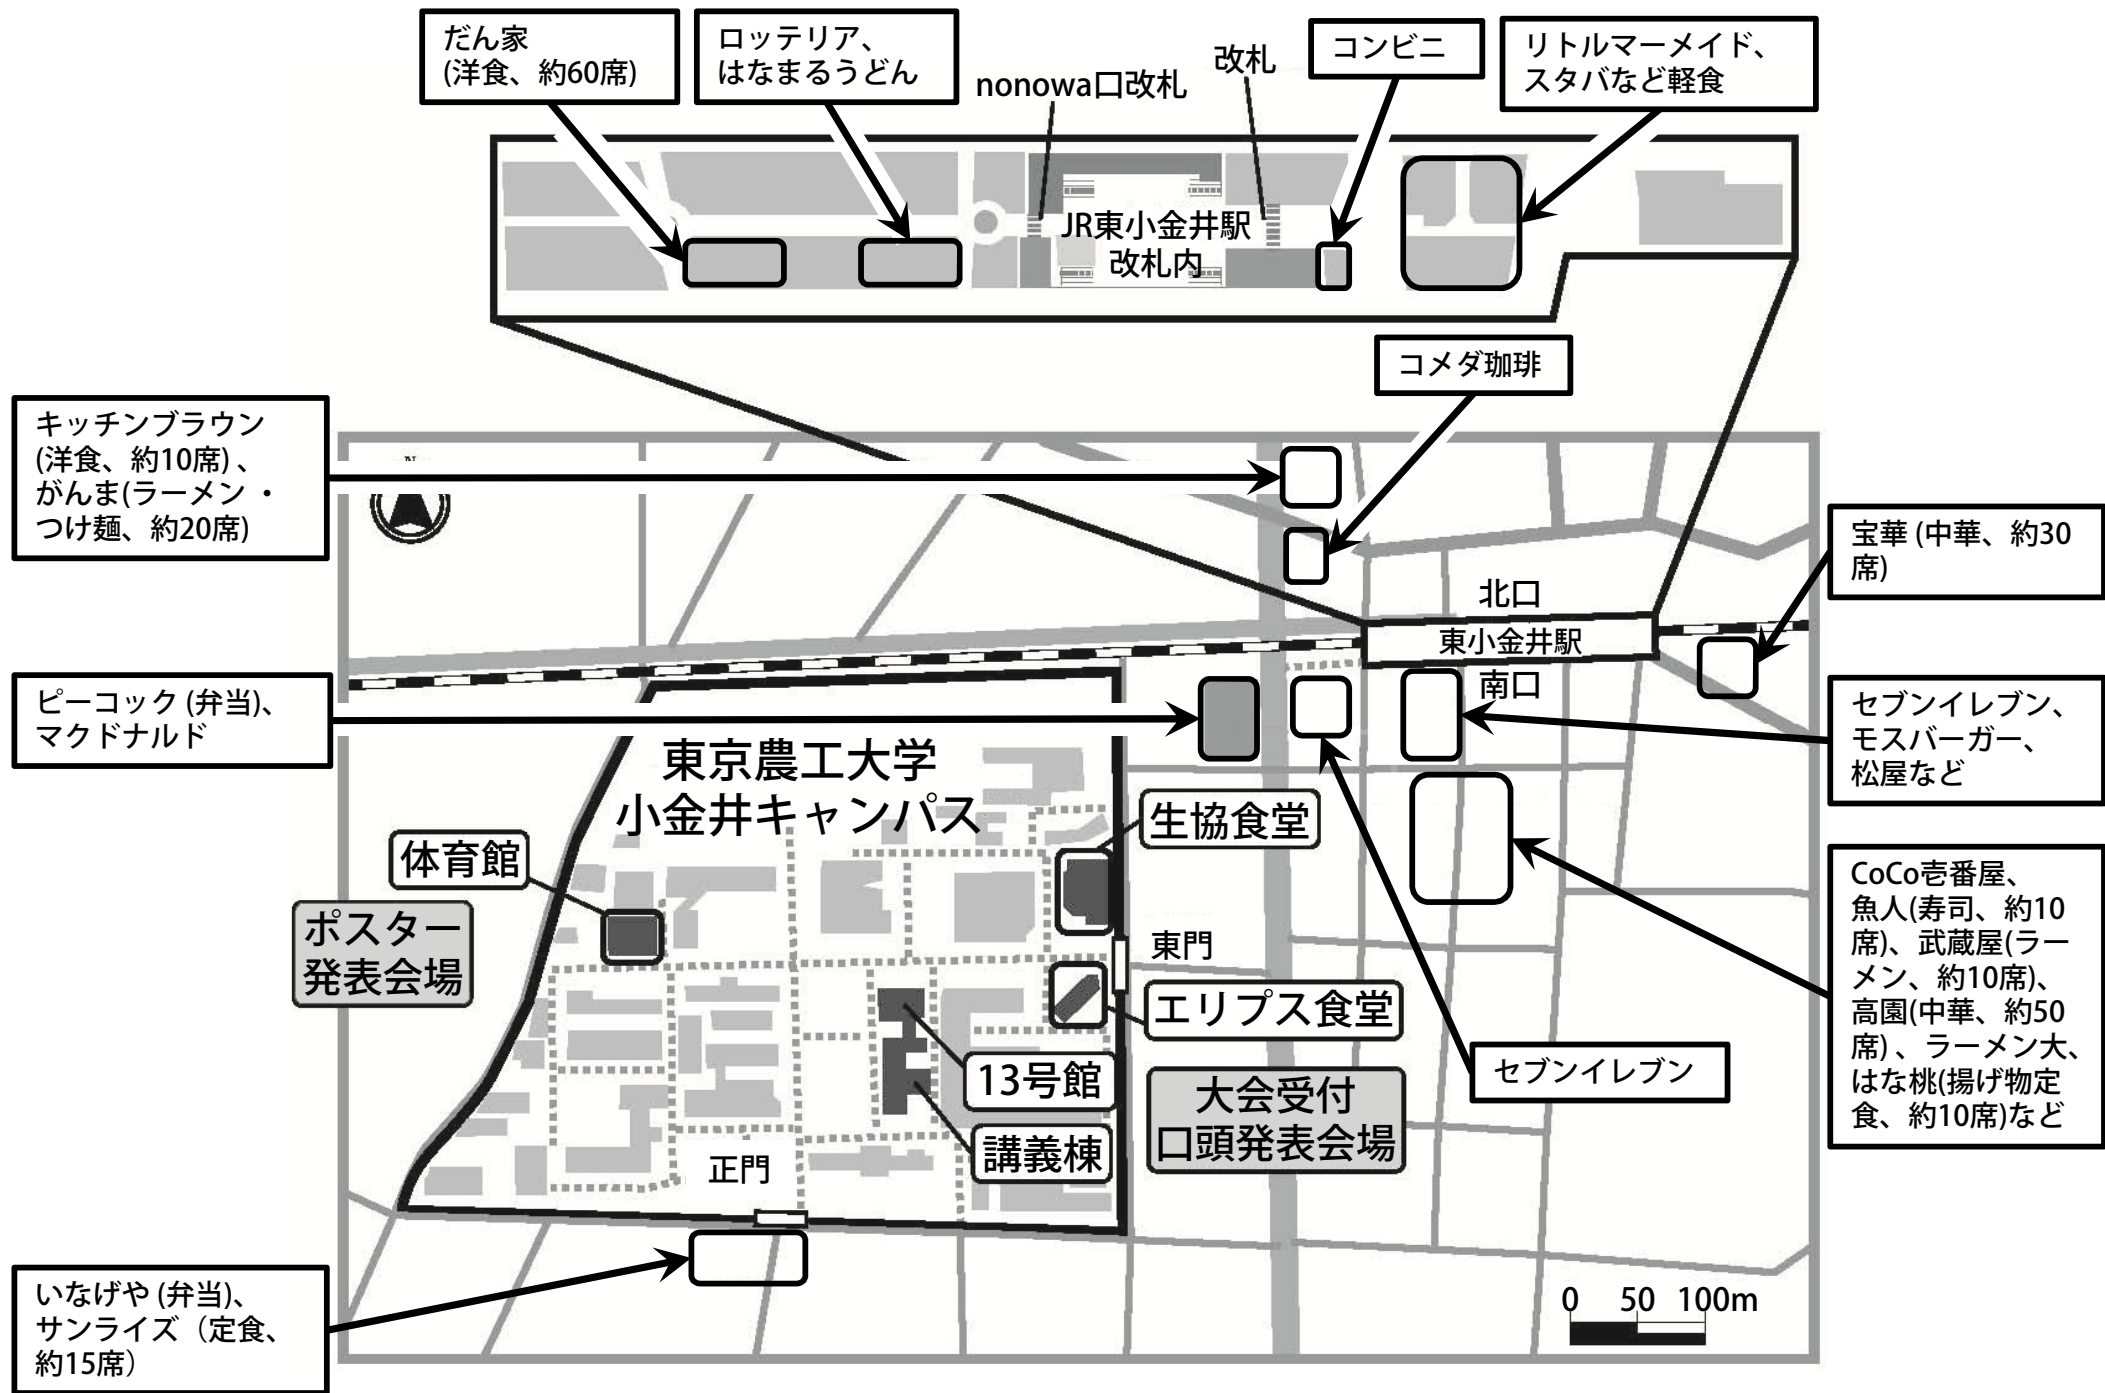 だん家
(洋食、約60席)
ロッテリア、
はなまるうどん
nonowa口改札
改札
コンビニ
リトルマーメイド、
スタバなど軽食
JR東小金井駅
改札内
コメダ珈琲
キッチンブラウン
(洋食、約10席) 、
がんま(ラーメン ・
つけ麺、約20席)
N
宝華 (中華、約30
席)
北口
東小金井駅
南口
ピーコック (弁当)、
マクドナルド
セブンイレブン、
モスバーガー、
松屋など
東京農工大学
小金井キャンパス
生協食堂
体育館
ポスター
発表会場
東門
エリプス食堂
CoCo壱番屋、
魚人(寿司、約10
席)、武蔵屋(ラー
メン、約10席)、
高園(中華、約50
席) 、ラーメン大、
はな桃(揚げ物定
食、約10席)など
13号館
セブンイレブン
大会受付
口頭発表会場
講義棟
正門
いなげや (弁当)、
サンライズ（定食、
約15席）
0 50 100m